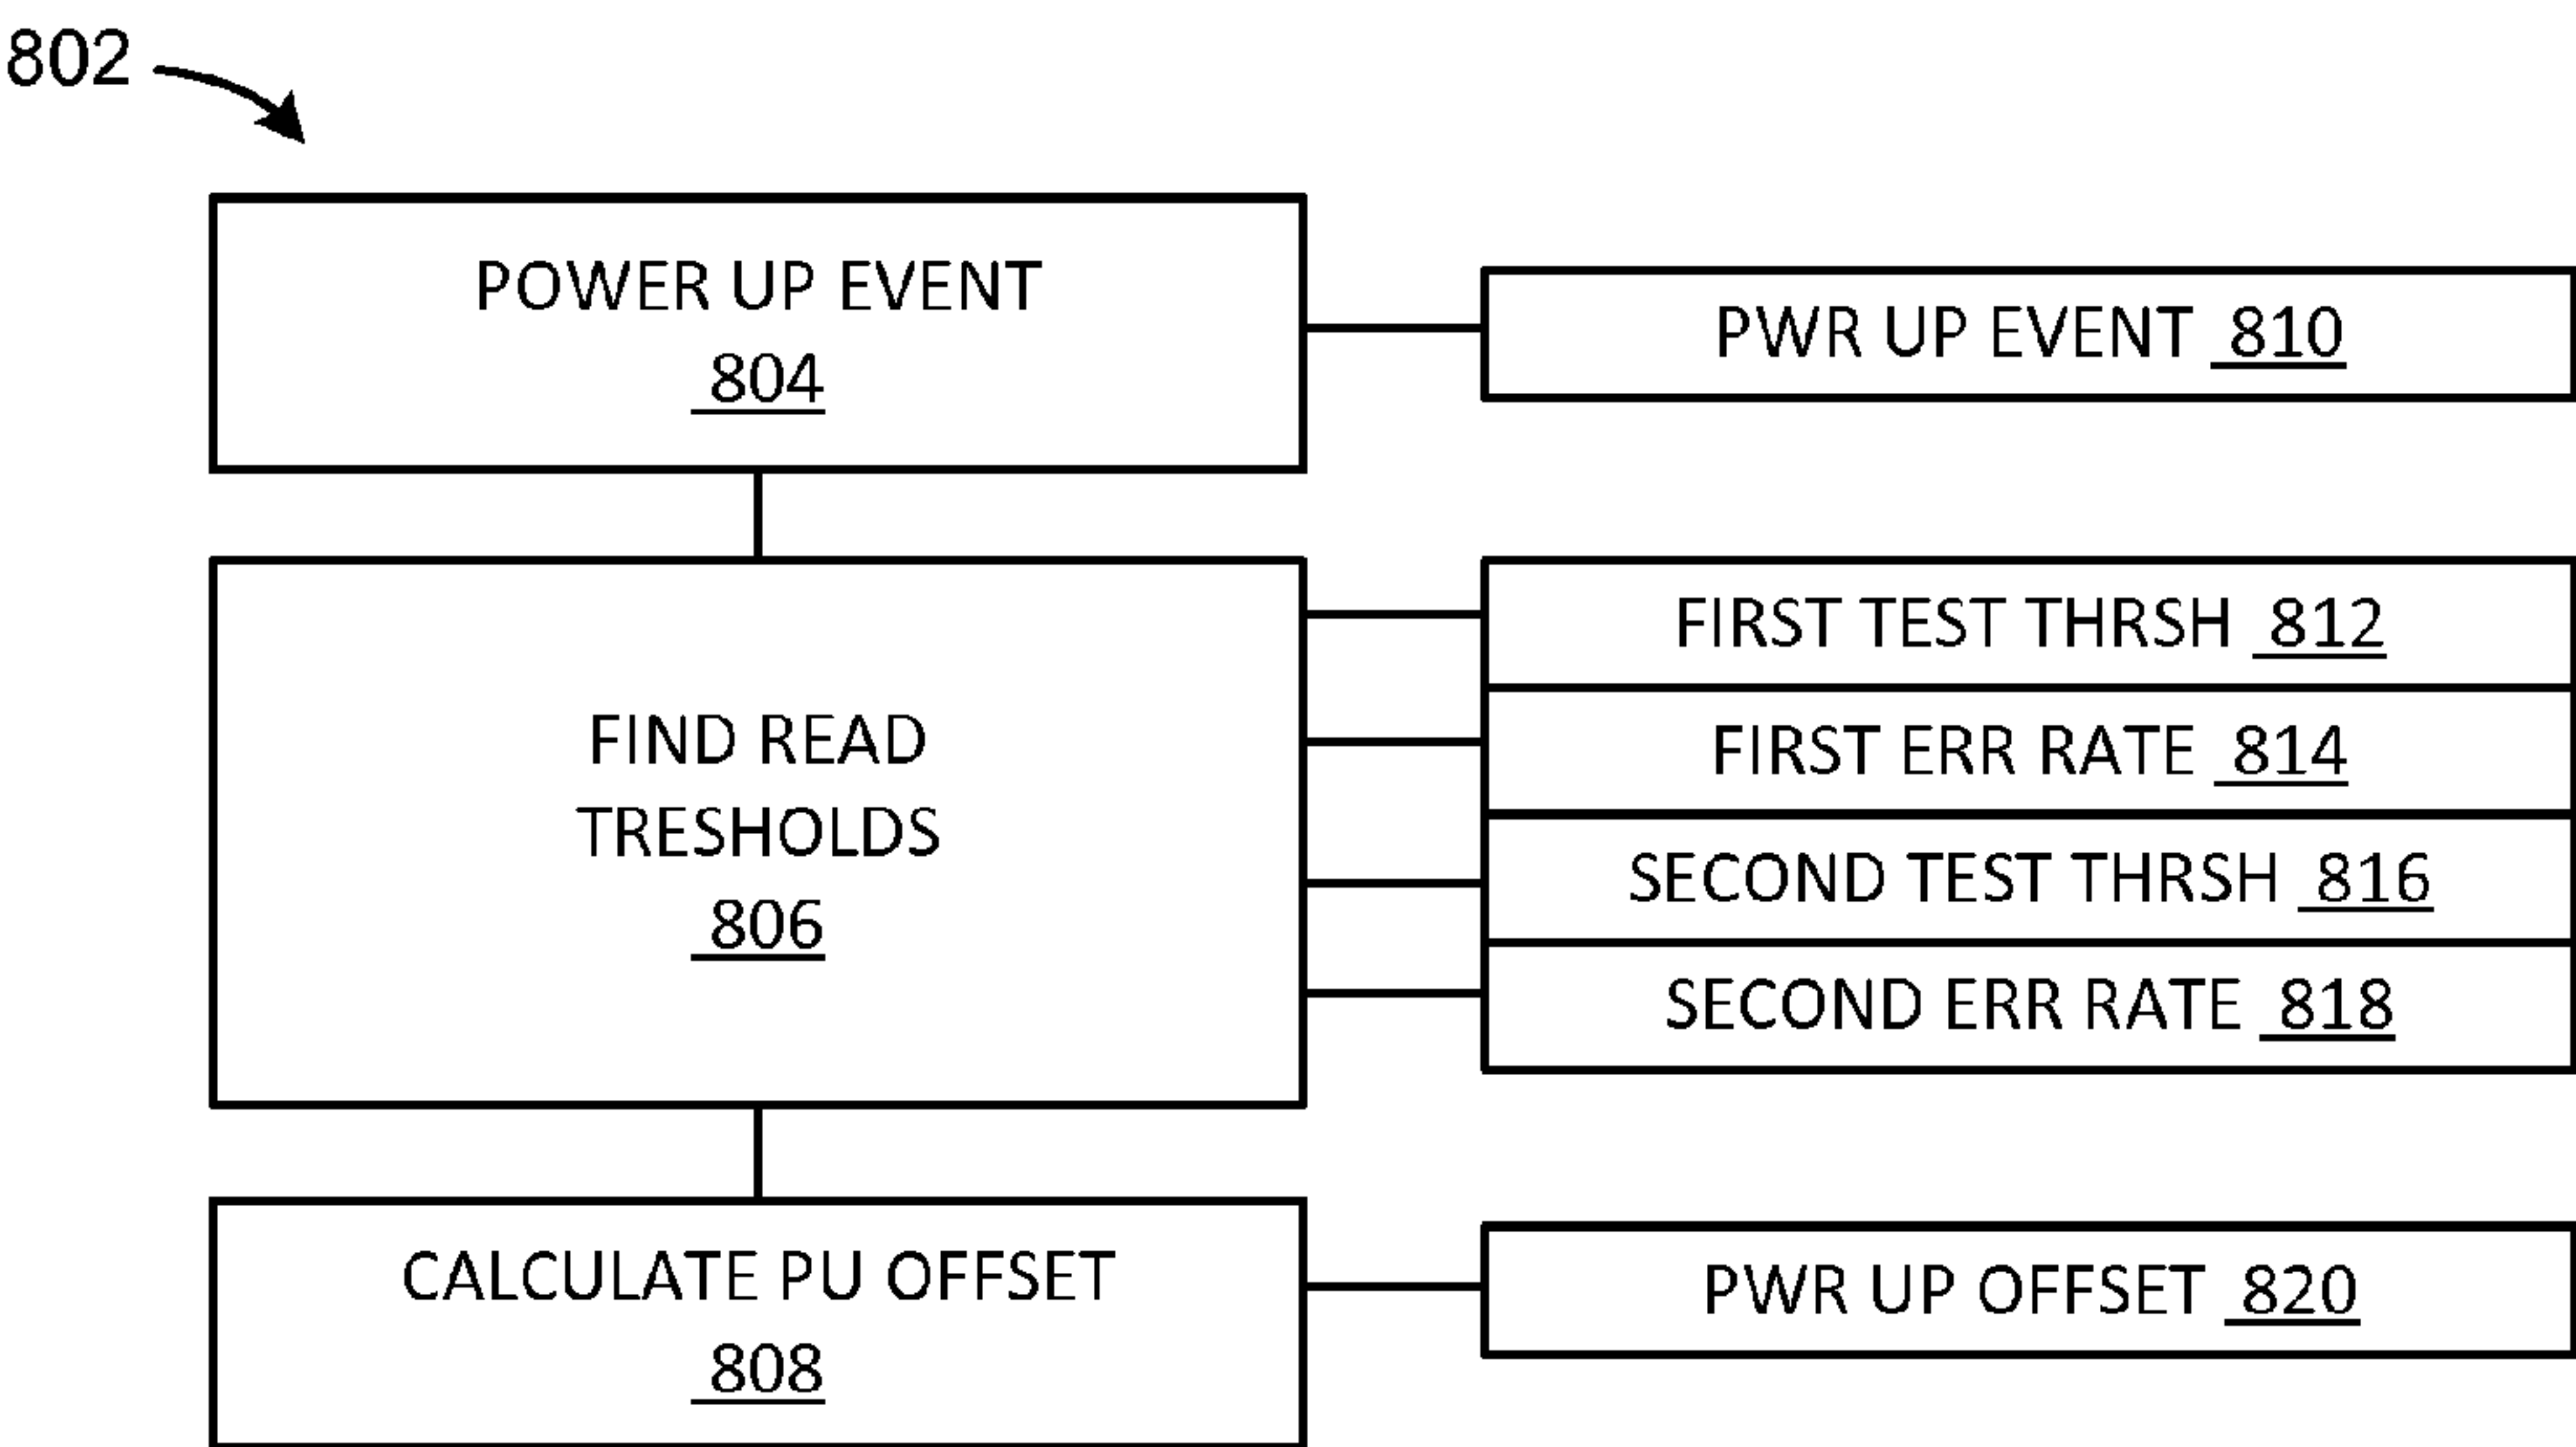 802
POWER UP EVENT
804
PWR UP EVENT 810
FIND READ
TRESHOLDS
806
FIRST TEST THRSH 812
FIRST ERR RATE 814
SECOND TEST THRSH 816
SECOND ERR RATE 818
CALCULATE PU OFFSET
808
PWR UP OFFSET 820